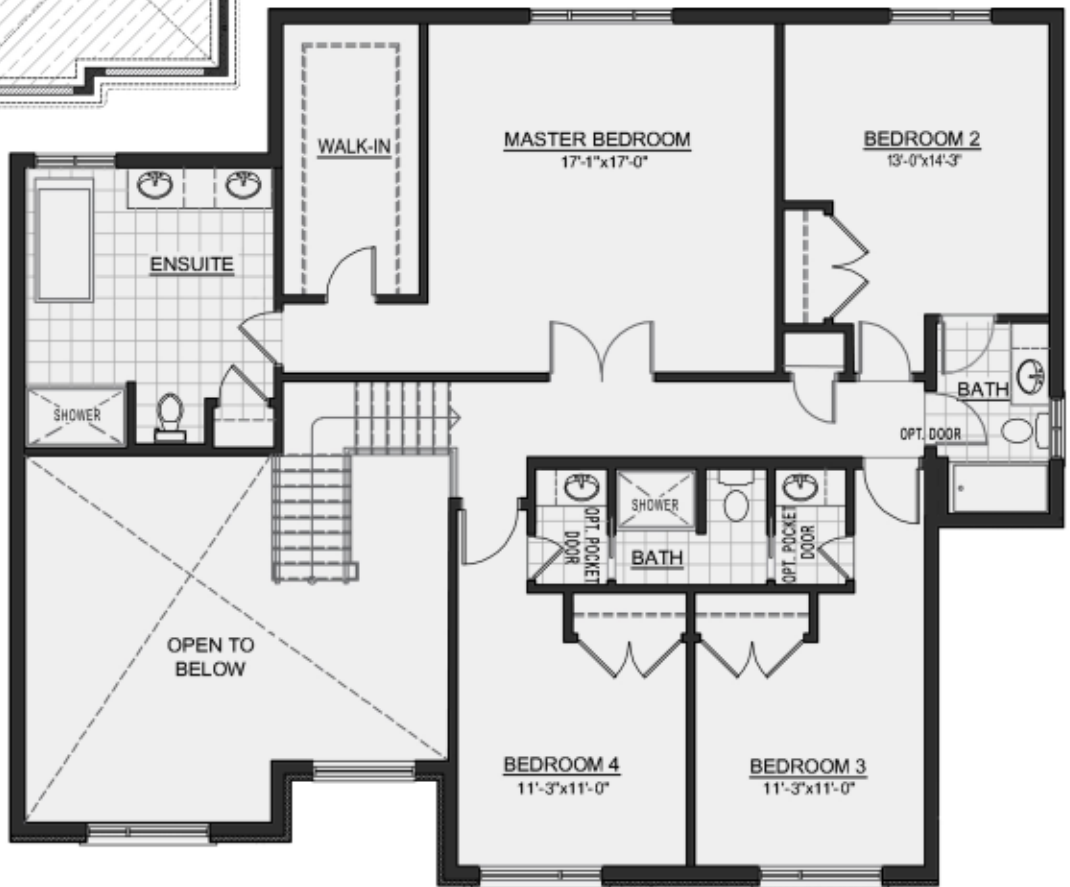 WALK-IN
MASTER BEDROOM
17'-1"x17'-0"
BEDROOM 2
13'-0"x14'-3"
ENSUITE
SHOWER
BATH
OPT. DOOR
SHOWER
OPT. POCKET
DOOR
BATH
OPT. POCKET
DOOR
OPEN TO
BELOW
BEDROOM 4
11'-3"x11'-0"
BEDROOM 3
11'-3"x11'-0"